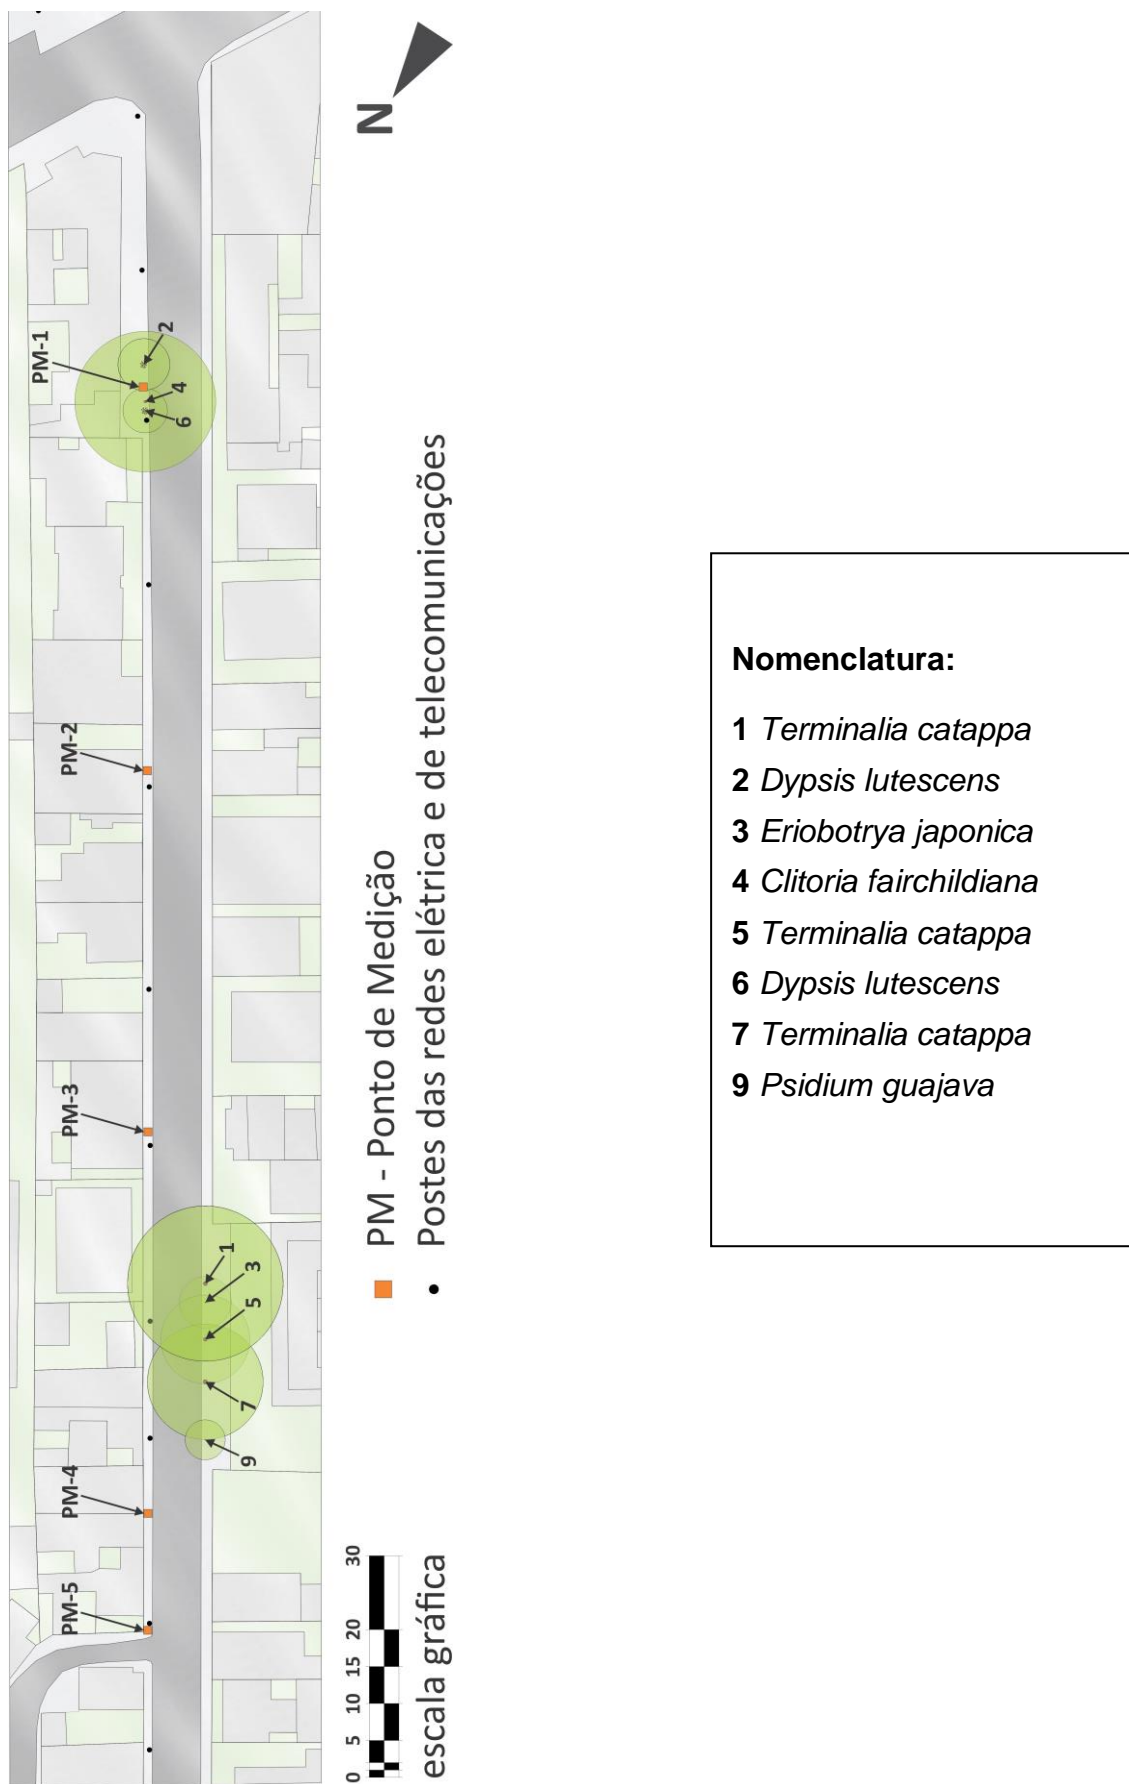 N
PM-1
2
4
6
PM-2
PM-3
1
3
5
7
9
PM-4
PM-5
PM - Ponto de Medição
Postes das redes elétrica e de telecomunicações
0 5 10 15 20 30
escala gráfica
Nomenclatura:
1 Terminalia catappa
2 Dypsis lutescens
3 Eriobotrya japonica
4 Clitoria fairchildiana
5 Terminalia catappa
6 Dypsis lutescens
7 Terminalia catappa
9 Psidium guajava